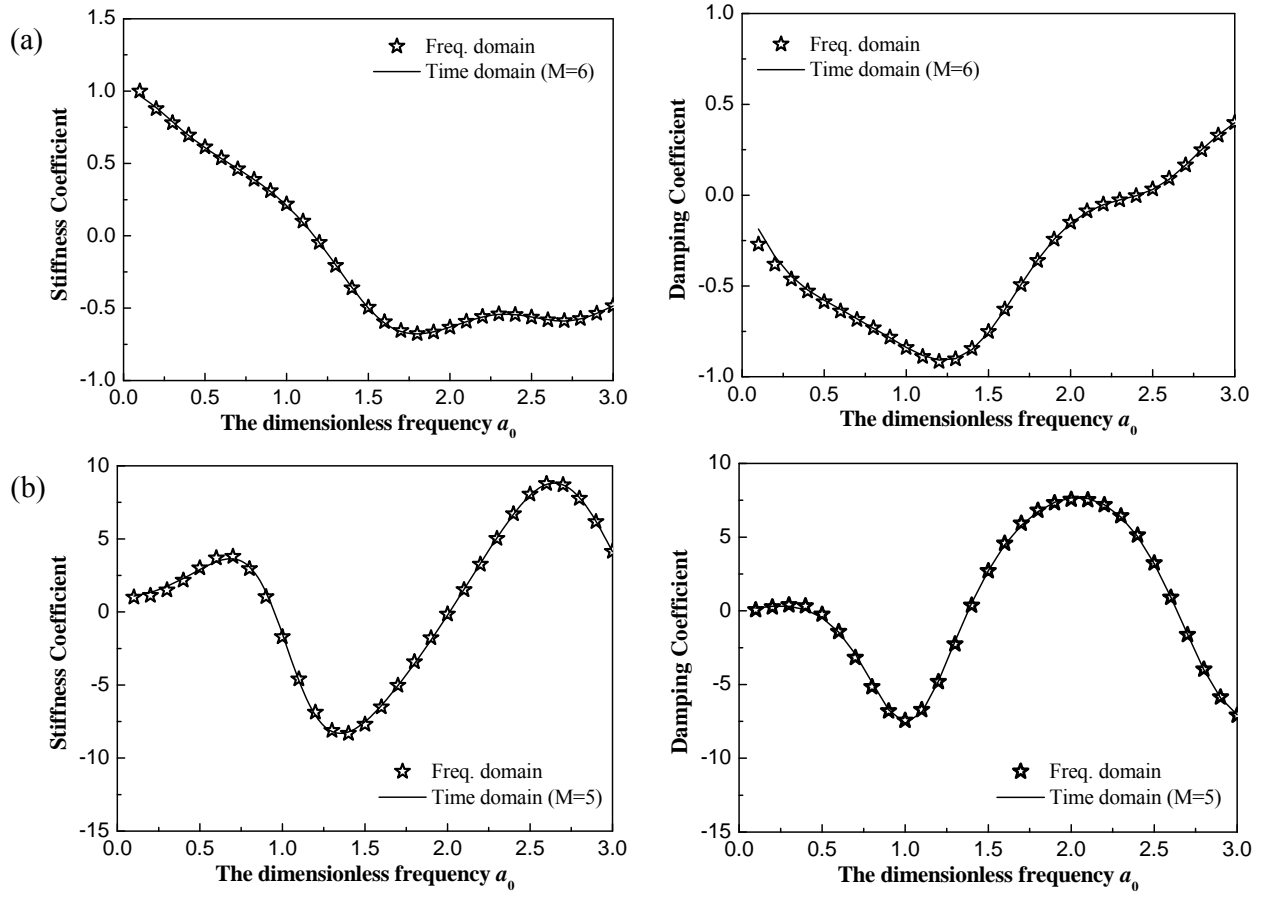 (a)
1.5
1.0
0.5
0.0
-0.5
-1.0
Stiffness Coefficient
Freq. domain
Time domain (M=6)
0.0 0.5 1.0 1.5 2.0 2.5 3.0
The dimensionless frequency a0
1.0
0.5
0.0
-0.5
-1.0
Damping Coefficient
Freq. domain
Time domain (M=6)
0.0 0.5 1.0 1.5 2.0 2.5 3.0
The dimensionless frequency a0
(b)
10
5
0
-5
-10
-15
Stiffness Coefficient
Freq. domain
Time domain (M=5)
0.0 0.5 1.0 1.5 2.0 2.5 3.0
The dimensionless frequency a0
10
5
0
-5
-10
-15
Damping Coefficient
Freq. domain
Time domain (M=5)
0.0 0.5 1.0 1.5 2.0 2.5 3.0
The dimensionless frequency a0